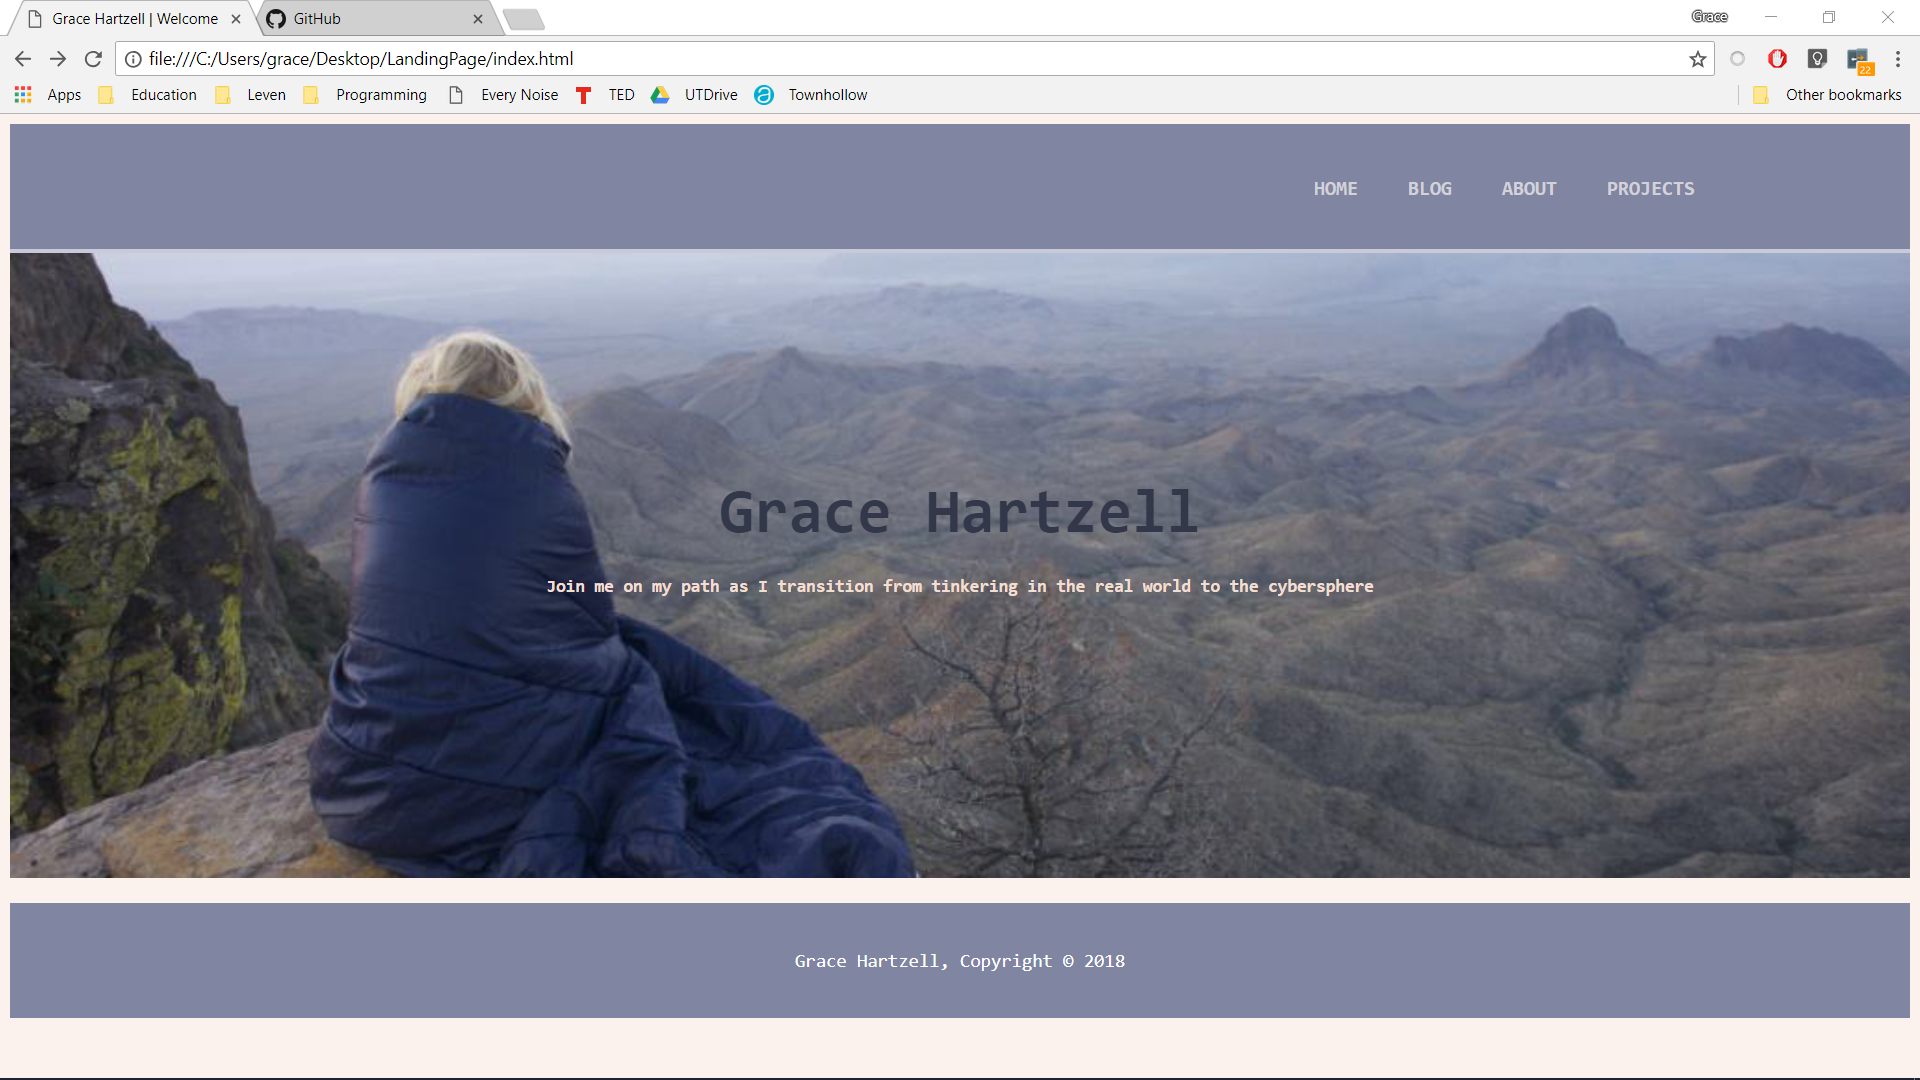 Grace Hartzell | Welcome
GitHub
Grace
file:///C:/Users/grace/Desktop/LandingPage/index.html
22
Apps Education Leven Programming Every Noise TED UTDrive Townhollow Other bookmarks
HOME BLOG ABOUT PROJECTS
Grace Hartzell
Join me on my path as I transition from tinkering in the real world to the cybersphere
Grace Hartzell, Copyright © 2018